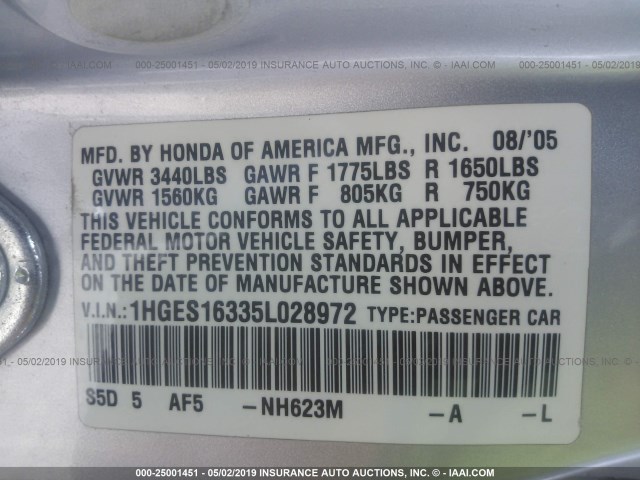 000-25001451 - 05/02/2019 INSURANCE AUTO AUCTIONS, INC. © - IAAI.COM
MFD. BY HONDA OF AMERICA MFG., INC. 08/'05
GVWR 3440LBS GAWR F 1775LBS R 1650LBS
GVWR 1560KG GAWR F 805KG R 750KG
THIS VEHICLE CONFORMS TO ALL APPLICABLE
FEDERAL MOTOR VEHICLE SAFETY, BUMPER,
AND THEFT PREVENTION STANDARDS IN EFFECT
ON THE DATE OF MANUFACTURE SHOWN ABOVE.
V.I.N.: 1HGES16335L028972 TYPE:PASSENGER CAR
S5D 5 AF5 -NH623M -A -L
000-25001451 - 05/02/2019 INSURANCE AUTO AUCTIONS, INC. © - IAAI.COM